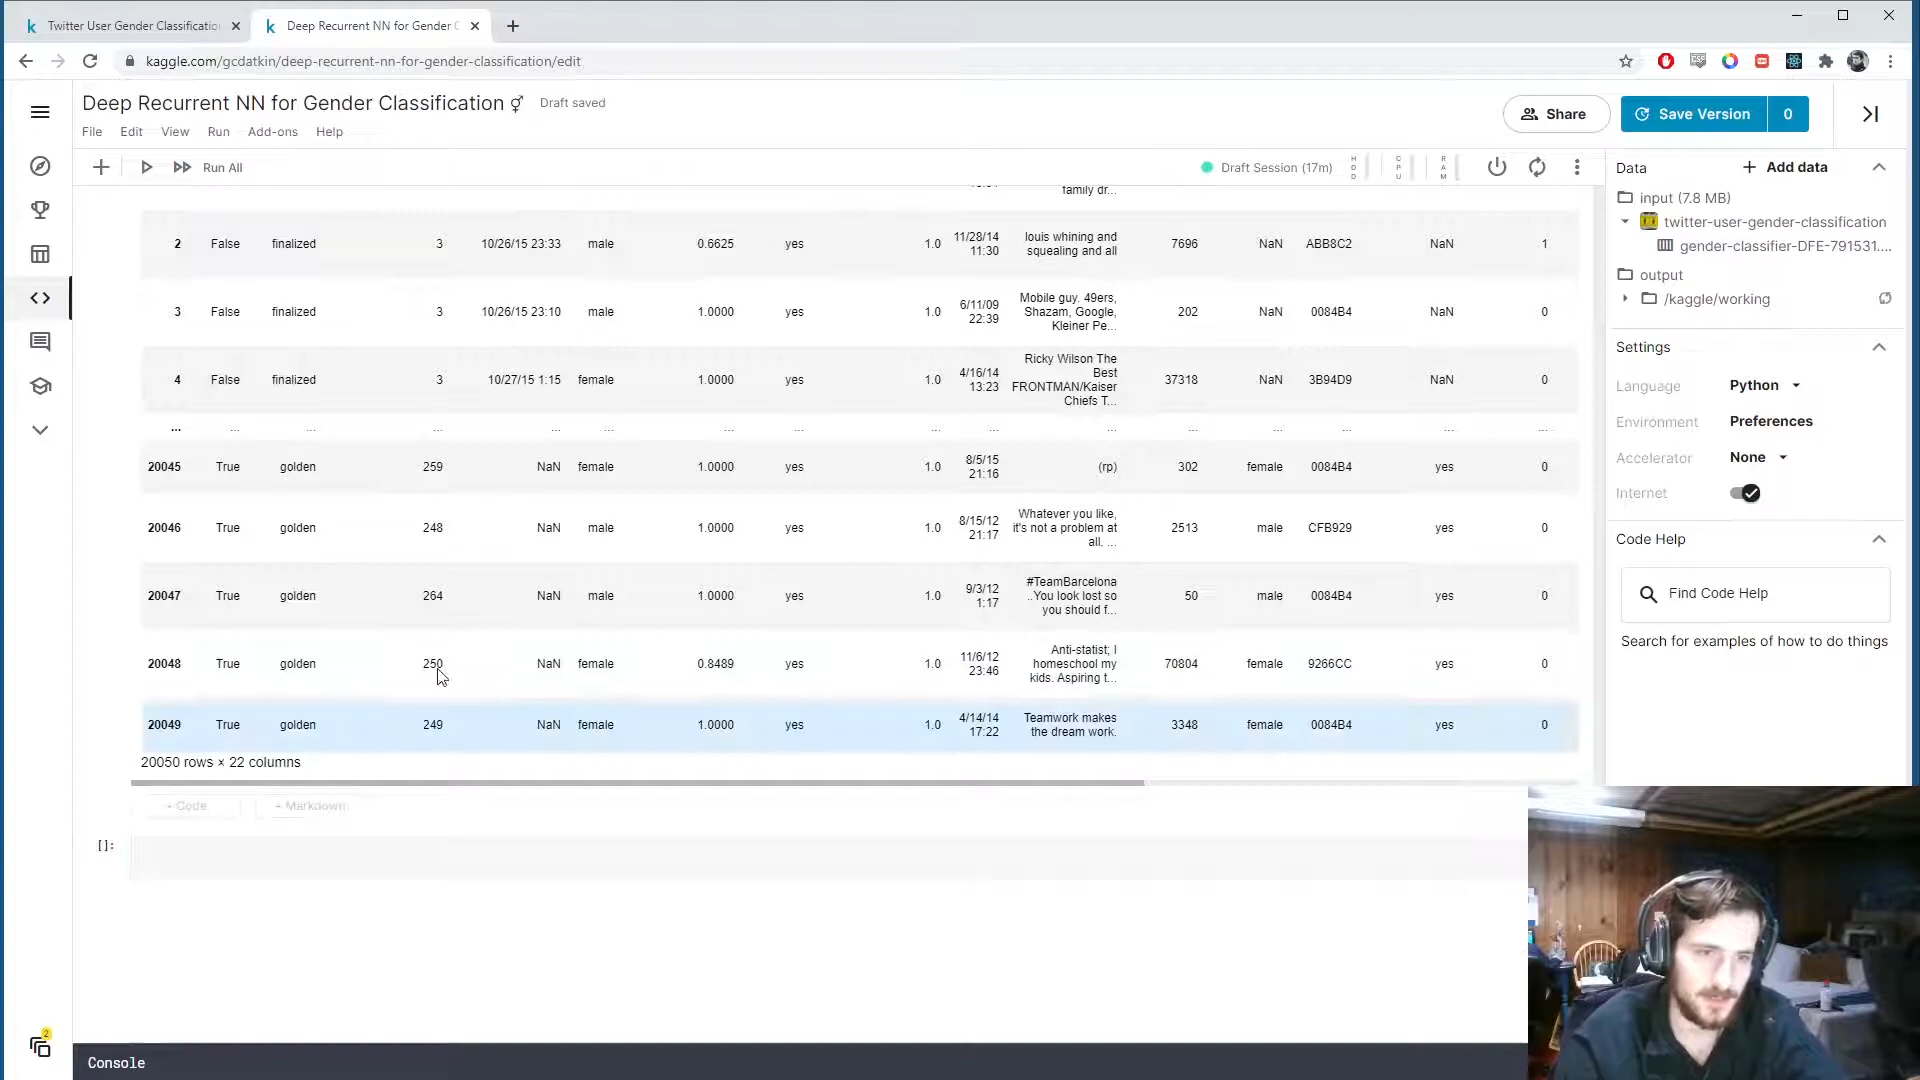 Twitter User Gender Classificatio
Deep Recurrent NN for Gender C
kaggle.com/gcdatkin/deep-recurrent-nn-for-gender-classification/edit
Deep Recurrent NN for Gender Classification
Draft saved
File Edit View Run Add-ons Help
Share
Save Version 0
Run All
Draft Session (17m)
HDD
CPU
RAM
family dr...
2 False finalized 3 10/26/15 23:33 male 0.6625 yes 1.0 11/28/14 11:30 louis whining and squealing and all 7696 NaN ABB8C2 NaN 1
3 False finalized 3 10/26/15 23:10 male 1.0000 yes 1.0 6/11/09 22:39 Mobile guy. 49ers, Shazam, Google, Kleiner Pe... 202 NaN 0084B4 NaN 0
4 False finalized 3 10/27/15 1:15 female 1.0000 yes 1.0 4/16/14 13:23 Ricky Wilson The Best FRONTMAN/Kaiser Chiefs T... 37318 NaN 3B94D9 NaN 0
... ... ... ... ... ... ... ... ... ... ... ... ... ... ... ...
20045 True golden 259 NaN female 1.0000 yes 1.0 8/5/15 21:16 (rp) 302 female 0084B4 yes 0
20046 True golden 248 NaN male 1.0000 yes 1.0 8/15/12 21:17 Whatever you like, it's not a problem at all. ... 2513 male CFB929 yes 0
20047 True golden 264 NaN male 1.0000 yes 1.0 9/3/12 1:17 #TeamBarcelona ..You look lost so you should f... 50 male 0084B4 yes 0
20048 True golden 250 NaN female 0.8489 yes 1.0 11/6/12 23:46 Anti-statist; I homeschool my kids. Aspiring t... 70804 female 9266CC yes 0
20049 True golden 249 NaN female 1.0000 yes 1.0 4/14/14 17:22 Teamwork makes the dream work. 3348 female 0084B4 yes 0
20050 rows × 22 columns
+ Code + Markdown
[]:
Console
2
Data
+ Add data
input (7.8 MB)
twitter-user-gender-classification
gender-classifier-DFE-791531....
output
/kaggle/working
Settings
Language Python
Environment Preferences
Accelerator None
Internet
Code Help
Find Code Help
Search for examples of how to do things